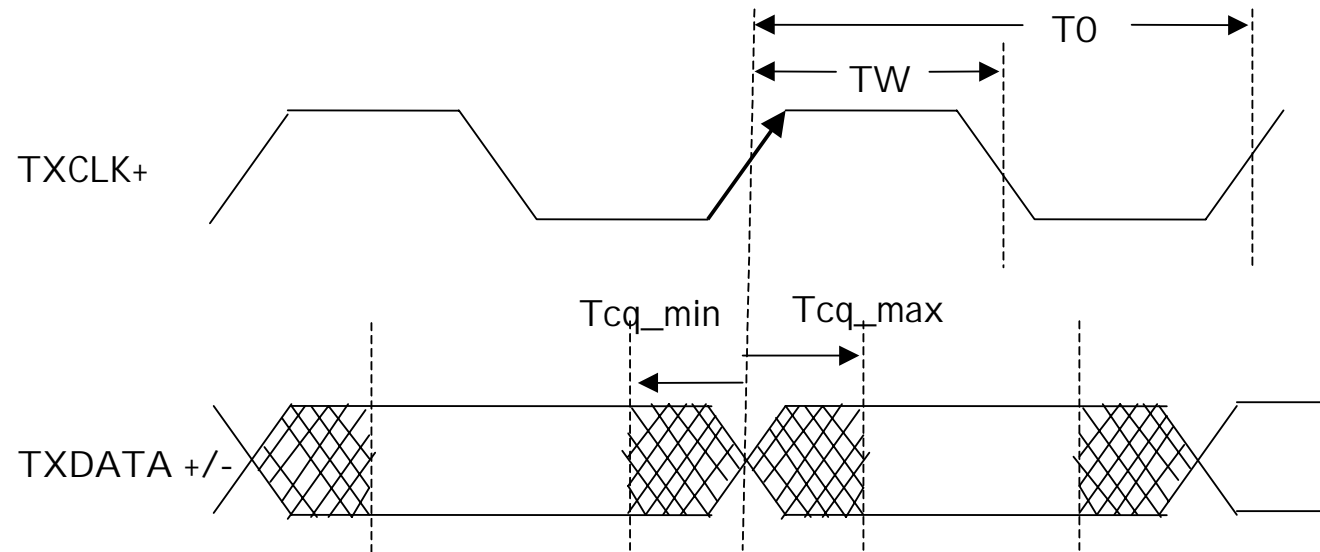 T0
TW
TXCLK+
Tcq_min
Tcq_max
TXDATA +/-